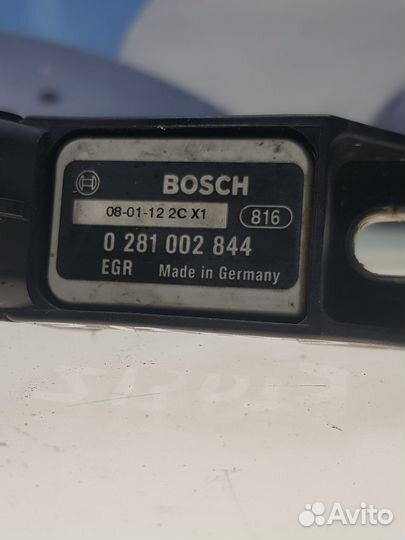 BOSCH
08-01-12 2C X1
816
0 281 002 844
EGR Made in Germany
Avito